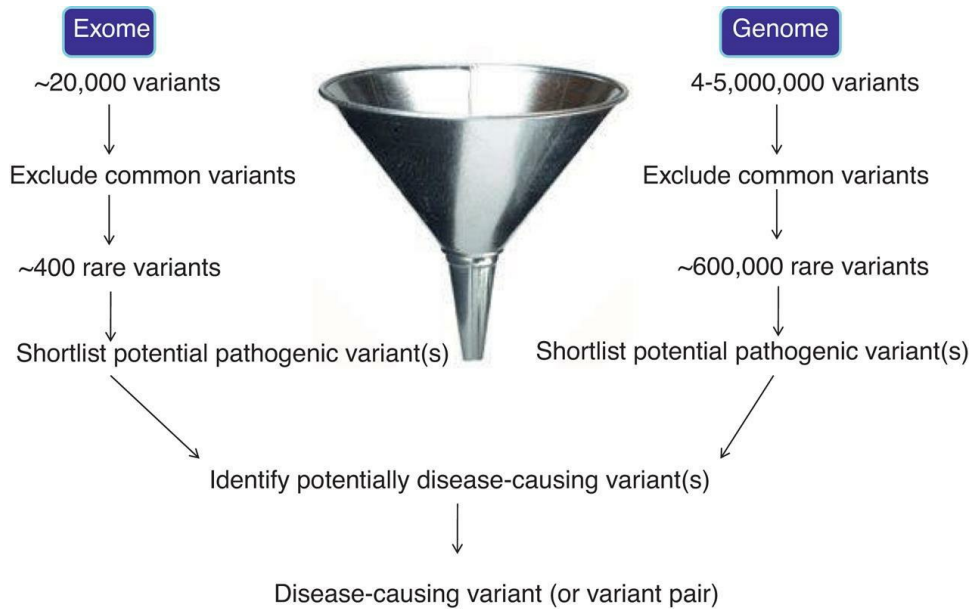 Exome
Genome
~20,000 variants
4-5,000,000 variants
Exclude common variants
Exclude common variants
~400 rare variants
~600,000 rare variants
Shortlist potential pathogenic variant(s)
Shortlist potential pathogenic variant(s)
Identify potentially disease-causing variant(s)
Disease-causing variant (or variant pair)